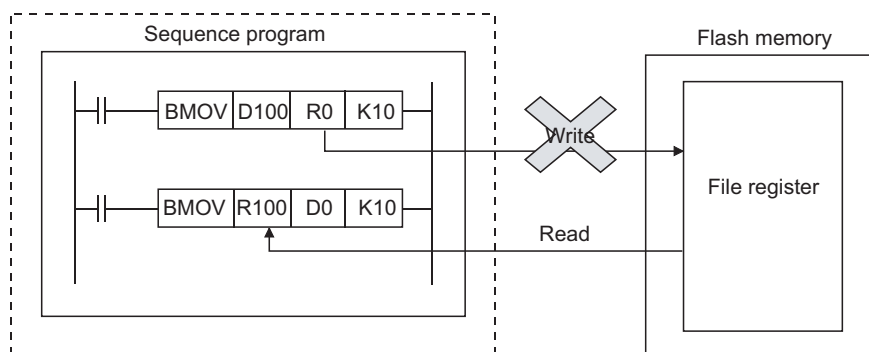 Sequence program
Flash memory
BMOV D100 R0 K10
Write
File register
BMOV R100 D0 K10
Read